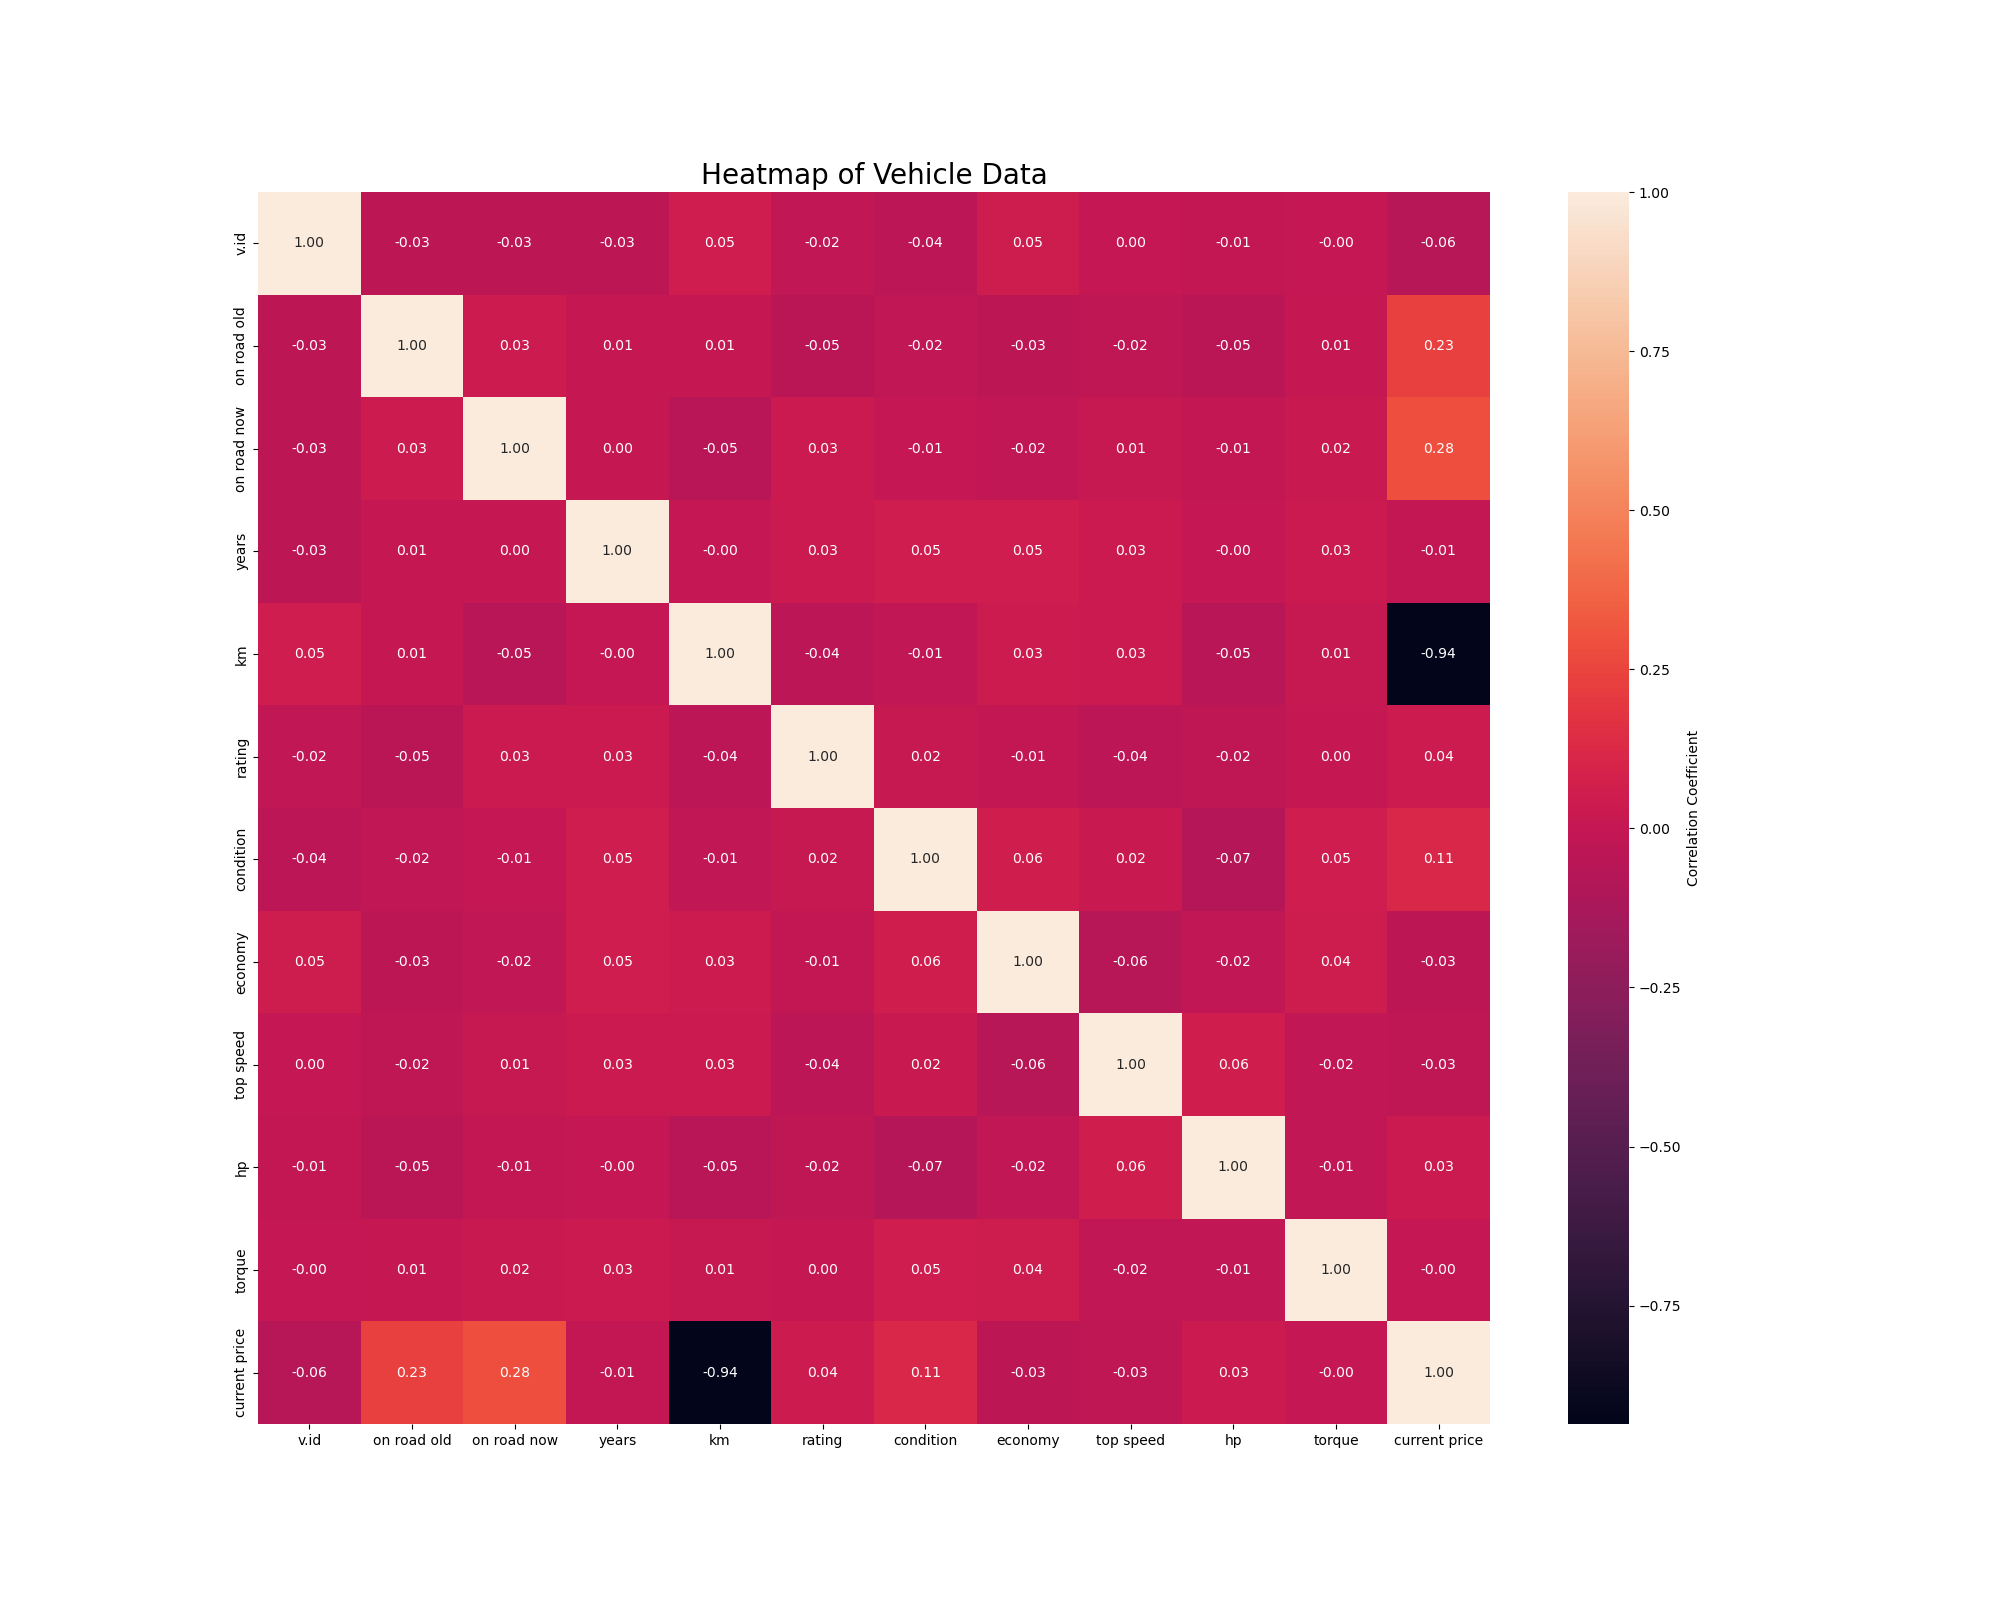 Heatmap of Vehicle Data
v.id 1.00 -0.03 -0.03 -0.03 0.05 -0.02 -0.04 0.05 0.00 -0.01 -0.00 -0.06
on road old -0.03 1.00 0.03 0.01 0.01 -0.05 -0.02 -0.03 -0.02 -0.05 0.01 0.23
on road now -0.03 0.03 1.00 0.00 -0.05 0.03 -0.01 -0.02 0.01 -0.01 0.02 0.28
years -0.03 0.01 0.00 1.00 -0.00 0.03 0.05 0.05 0.03 -0.00 0.03 -0.01
km 0.05 0.01 -0.05 -0.00 1.00 -0.04 -0.01 0.03 0.03 -0.05 0.01 -0.94
rating -0.02 -0.05 0.03 0.03 -0.04 1.00 0.02 -0.01 -0.04 -0.02 0.00 0.04
condition -0.04 -0.02 -0.01 0.05 -0.01 0.02 1.00 0.06 0.02 -0.07 0.05 0.11
economy 0.05 -0.03 -0.02 0.05 0.03 -0.01 0.06 1.00 -0.06 -0.02 0.04 -0.03
top speed 0.00 -0.02 0.01 0.03 0.03 -0.04 0.02 -0.06 1.00 0.06 -0.02 -0.03
hp -0.01 -0.05 -0.01 -0.00 -0.05 -0.02 -0.07 -0.02 0.06 1.00 -0.01 0.03
torque -0.00 0.01 0.02 0.03 0.01 0.00 0.05 0.04 -0.02 -0.01 1.00 -0.00
current price -0.06 0.23 0.28 -0.01 -0.94 0.04 0.11 -0.03 -0.03 0.03 -0.00 1.00
v.id on road old on road now years km rating condition economy top speed hp torque current price
1.00
0.75
0.50
0.25
0.00
−0.25
−0.50
−0.75
Correlation Coefficient